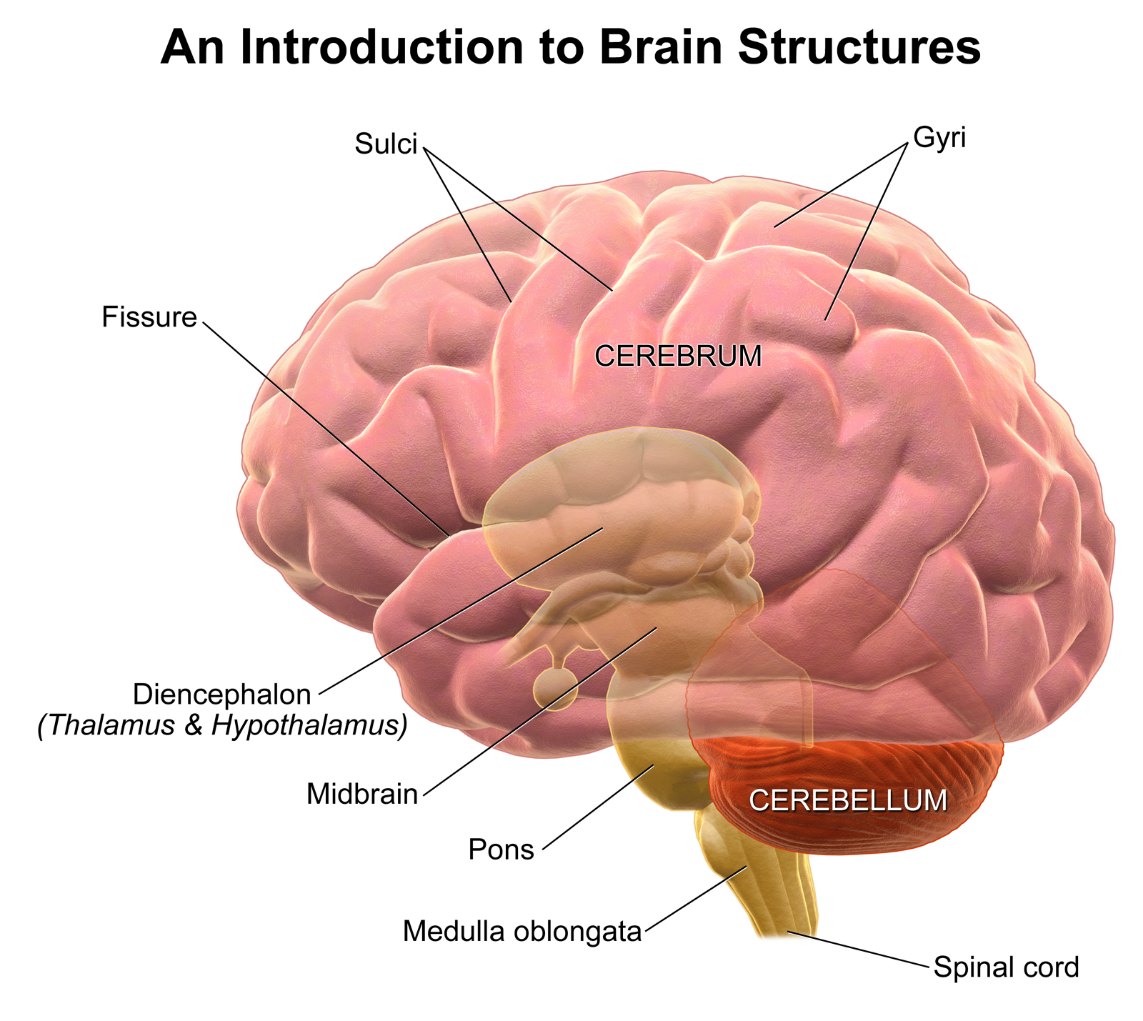 An Introduction to Brain Structures
Sulci
Gyri
Fissure
CEREBRUM
Diencephalon
(Thalamus & Hypothalamus)
Midbrain
CEREBELLUM
Pons
Medulla oblongata
Spinal cord